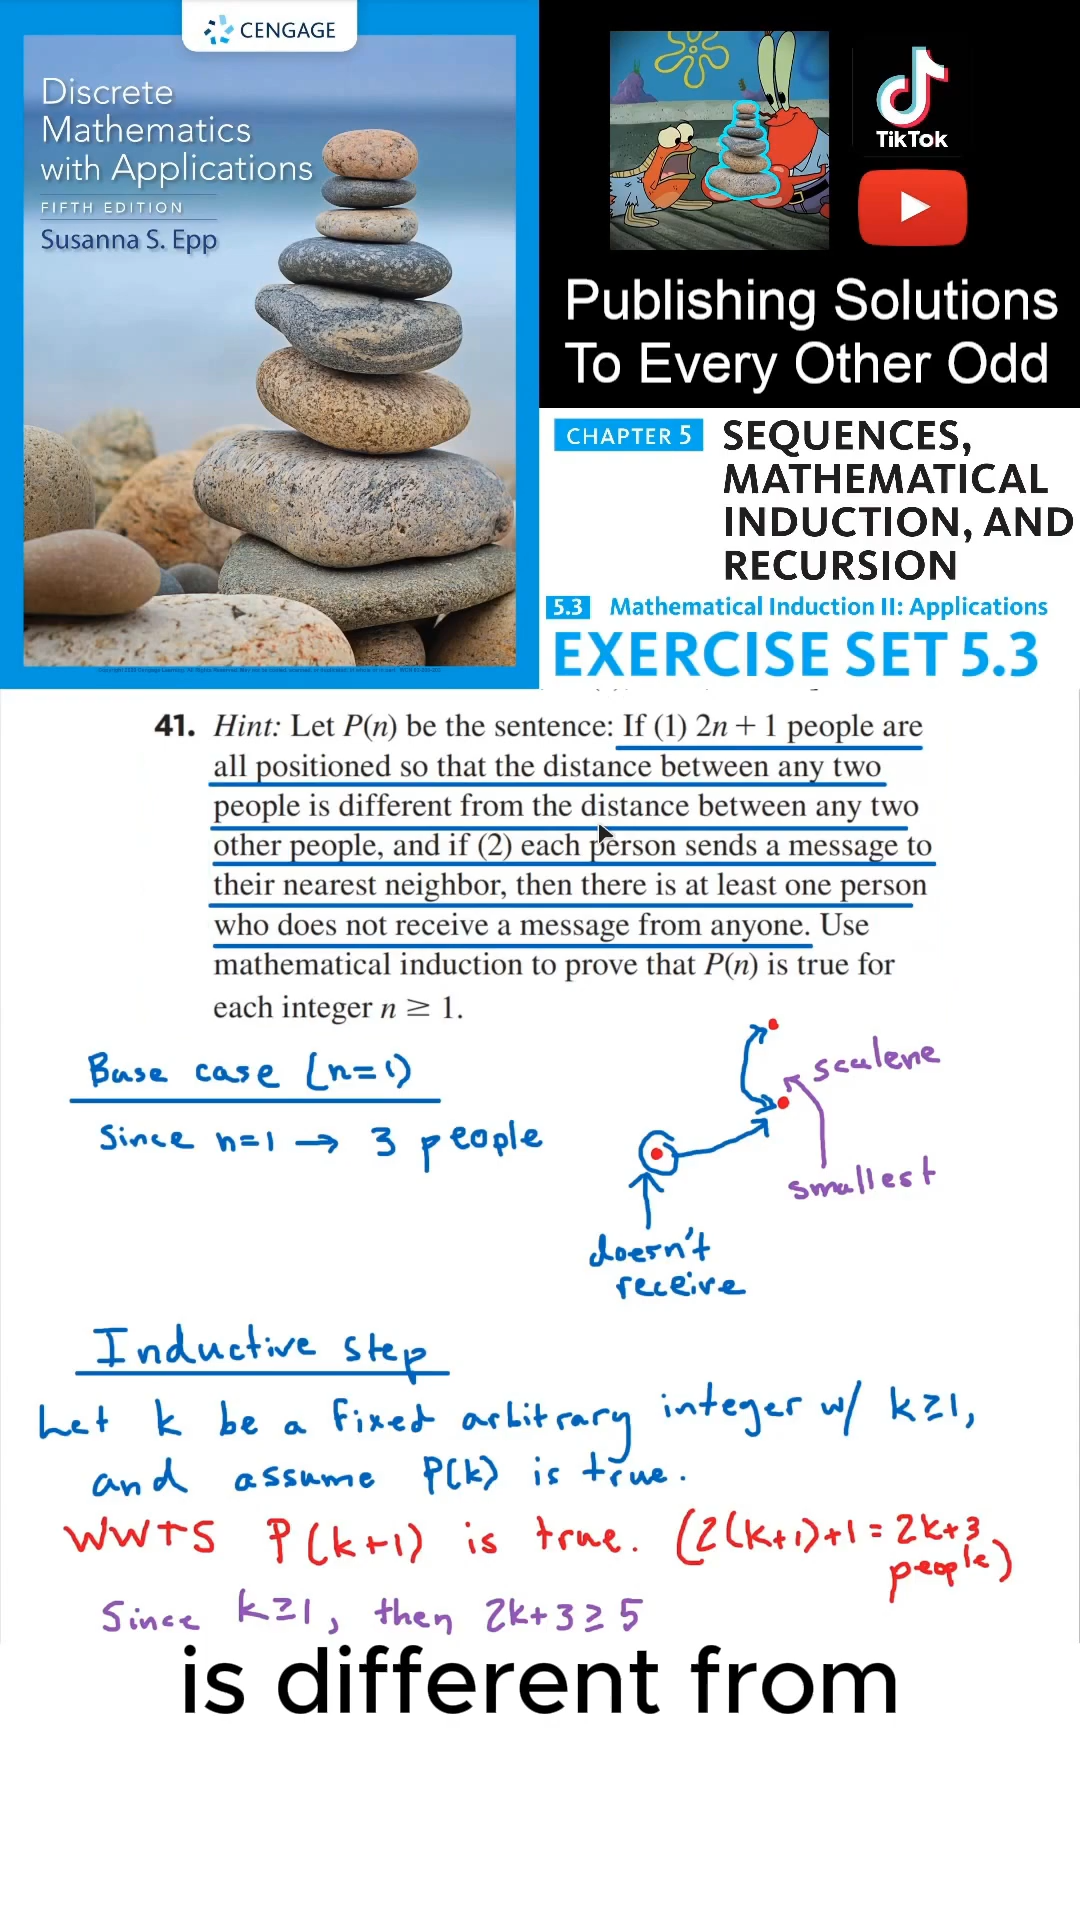 CENGAGE
Discrete
Mathematics
with Applications
FIFTH EDITION
Susanna S. Epp
TikTok
Publishing Solutions
To Every Other Odd
CHAPTER 5 SEQUENCES,
MATHEMATICAL
INDUCTION, AND
RECURSION
5.3 Mathematical Induction II: Applications
EXERCISE SET 5.3
41. Hint: Let P(n) be the sentence: If (1) 2n + 1 people are
all positioned so that the distance between any two
people is different from the distance between any two
other people, and if (2) each person sends a message to
their nearest neighbor, then there is at least one person
who does not receive a message from anyone. Use
mathematical induction to prove that P(n) is true for
each integer n ≥ 1.
Base case (n=1)
Since n=1 → 3 people
scalene
smallest
doesn't
receive
Inductive step
Let k be a fixed arbitrary integer w/ k≥1,
and assume P(k) is true.
WWTS P(k+1) is true. (2(k+1)+1=2k+3
people)
Since k≥1, then 2k+3≥5
is different from